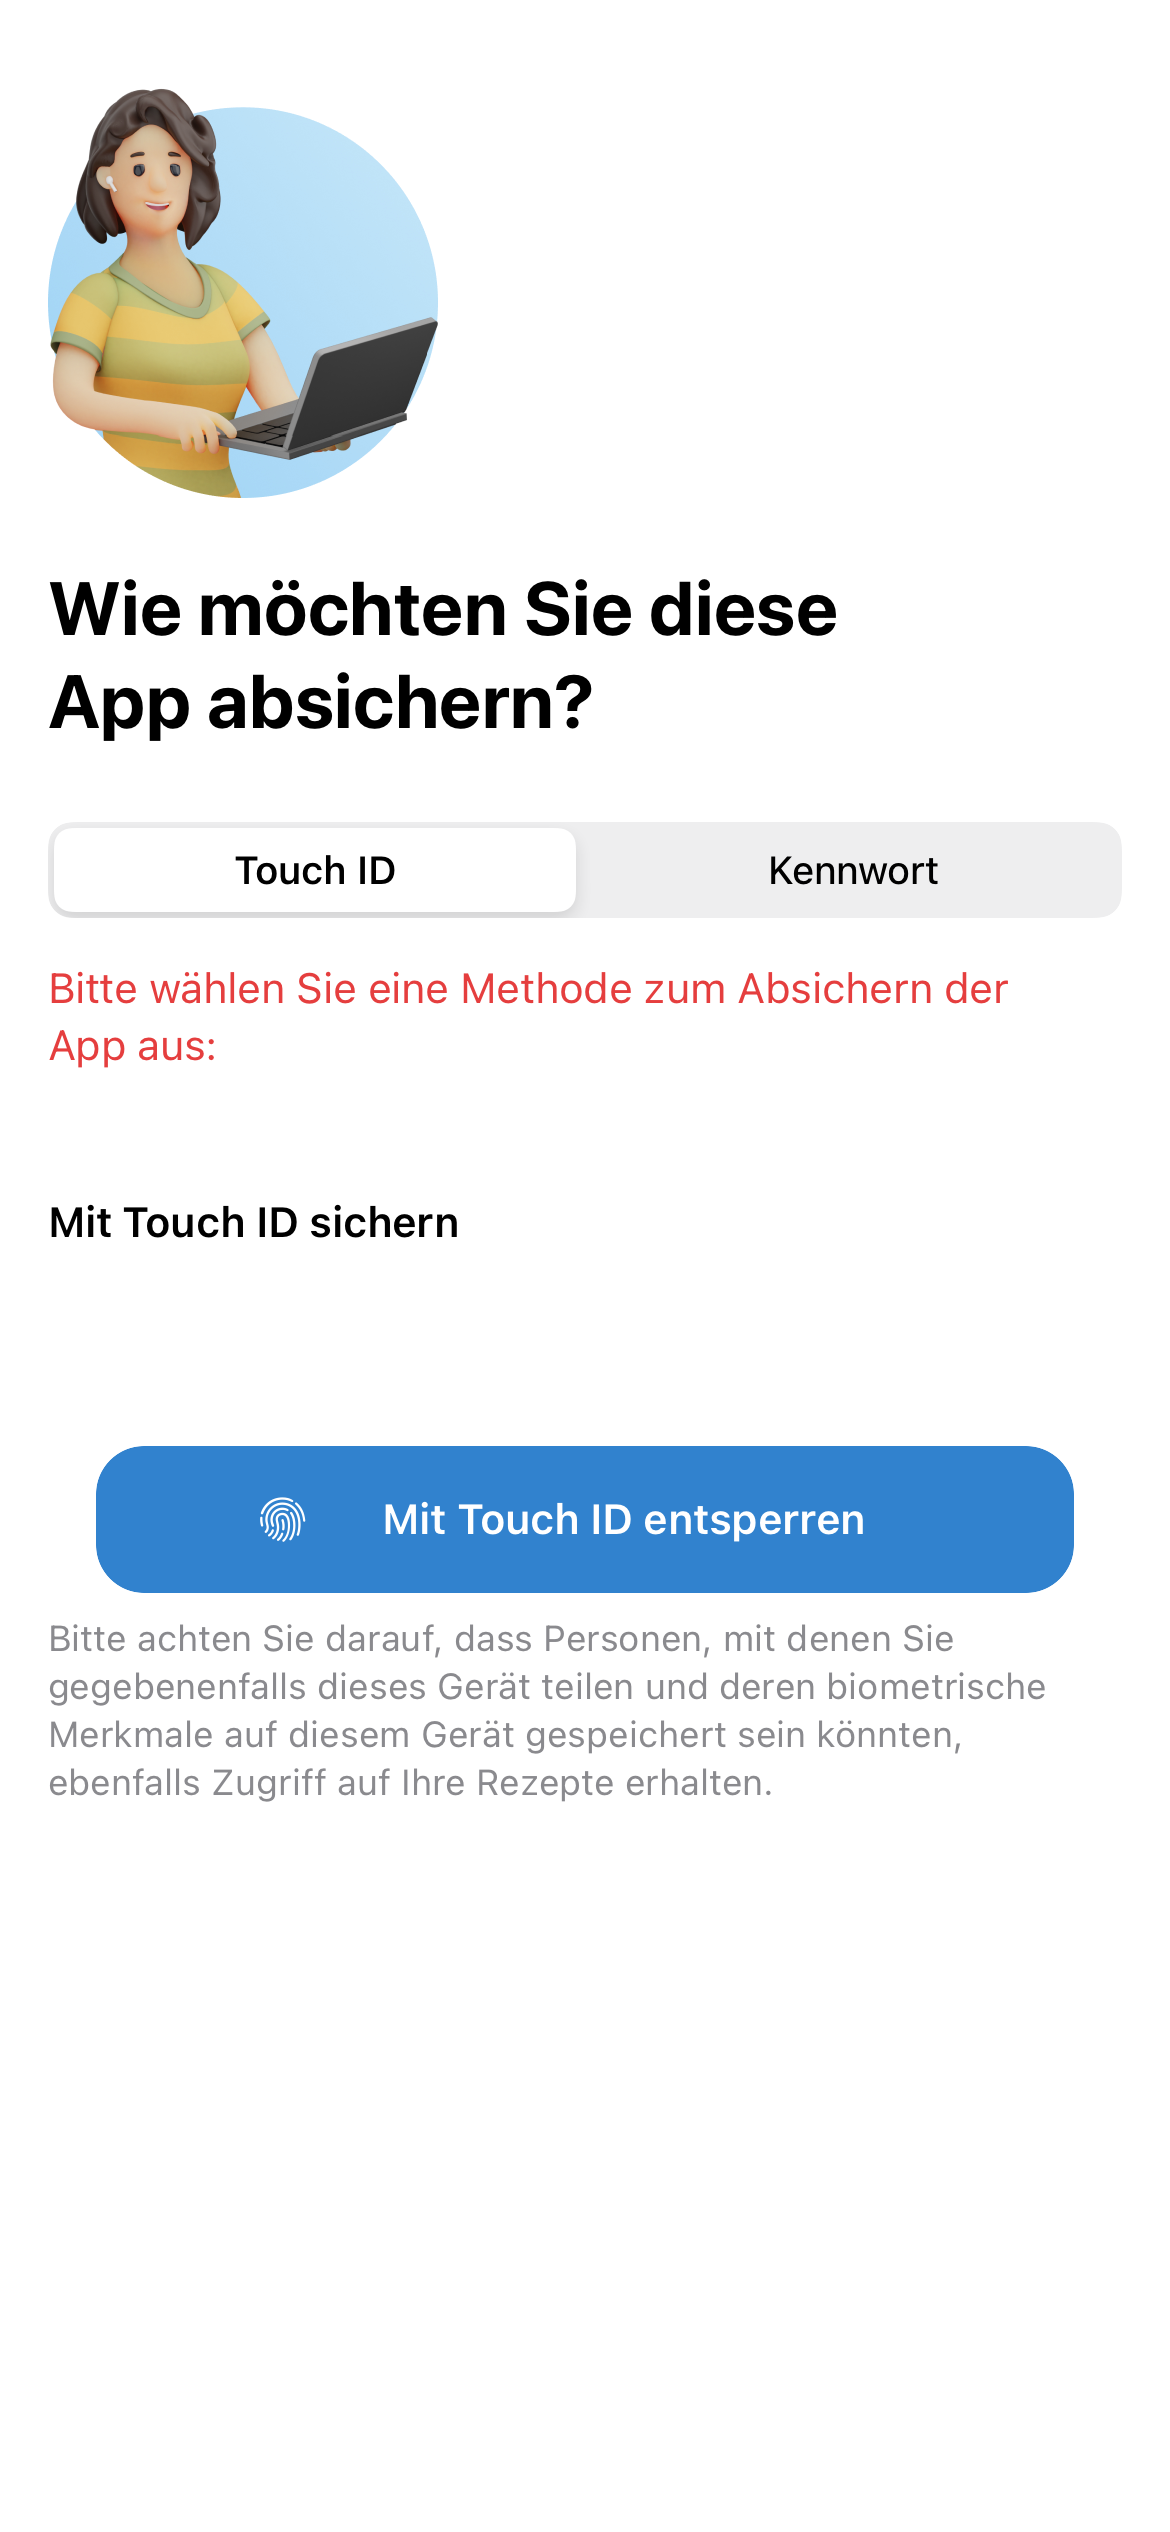 Wie möchten Sie diese
App absichern?
Touch ID
Kennwort
Bitte wählen Sie eine Methode zum Absichern der
App aus:
Mit Touch ID sichern
Mit Touch ID entsperren
Bitte achten Sie darauf, dass Personen, mit denen Sie
gegebenenfalls dieses Gerät teilen und deren biometrische
Merkmale auf diesem Gerät gespeichert sein könnten,
ebenfalls Zugriff auf Ihre Rezepte erhalten.